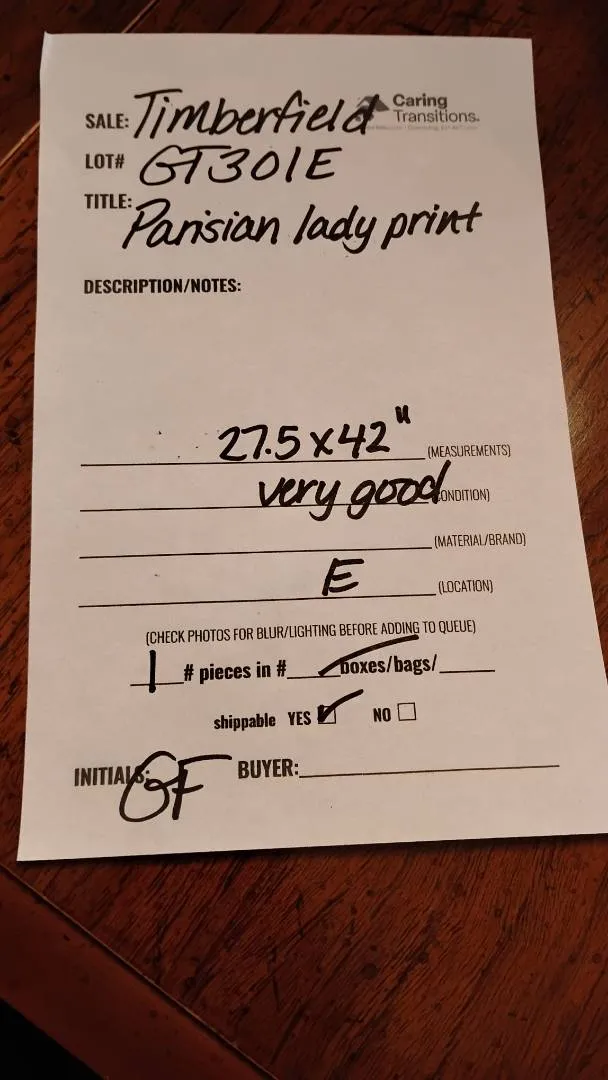 SALE: Timberfield
Caring
Transitions.
LOT# GT301E
TITLE:
Parisian lady print
DESCRIPTION/NOTES:
27.5 x 42" (MEASUREMENTS)
very good ONDITION)
(MATERIAL/BRAND)
E (LOCATION)
(CHECK PHOTOS FOR BLUR/LIGHTING BEFORE ADDING TO QUEUE)
1 # pieces in # boxes/bags/
shippable YES NO
INITIALS: GF BUYER: